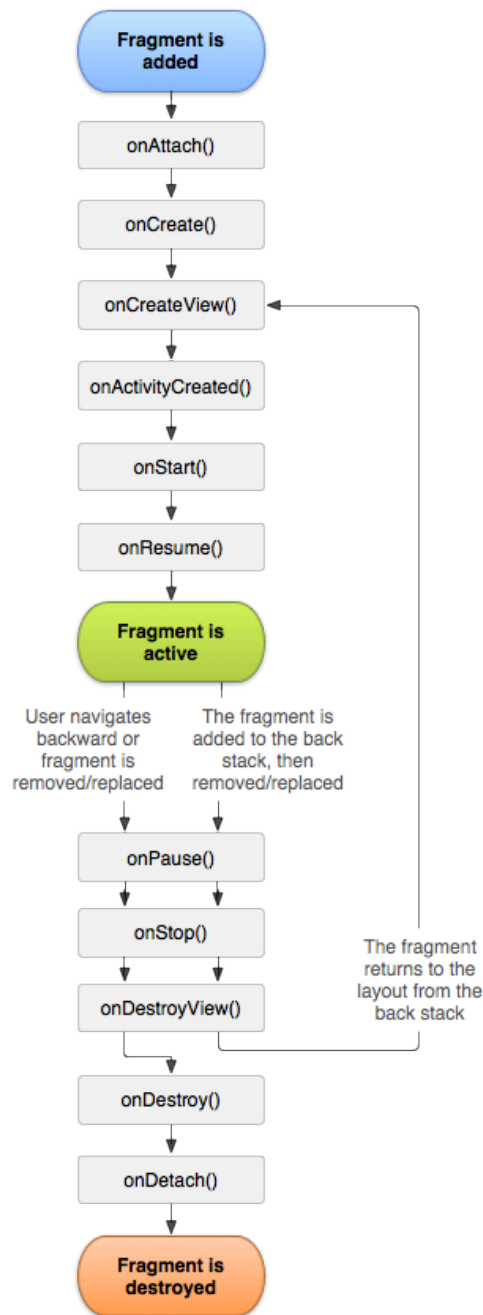 Fragment is
added
onAttach()
onCreate()
onCreateView()
onActivityCreated()
onStart()
onResume()
Fragment is
active
User navigates
backward or
fragment is
removed/replaced
The fragment is
added to the back
stack, then
removed/replaced
onPause()
onStop()
onDestroyView()
The fragment
returns to the
layout from the
back stack
onDestroy()
onDetach()
Fragment is
destroyed